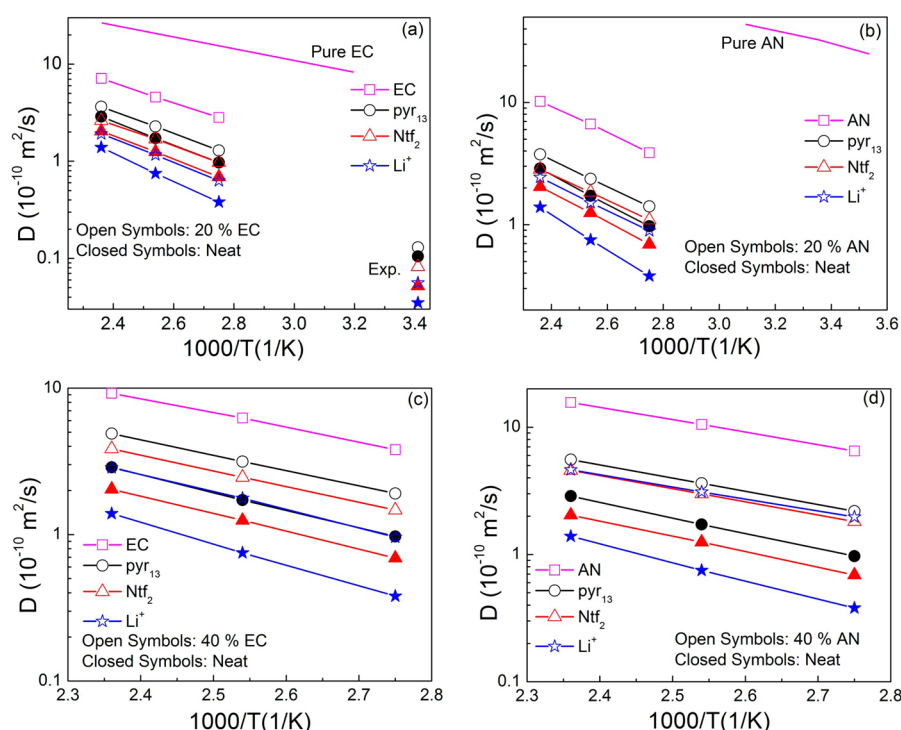 (a)
Pure EC
EC
pyr13
Ntf2
Li+
Open Symbols: 20 % EC
Closed Symbols: Neat
Exp.
10
1
0.1
D (10-10 m2/s)
2.4 2.6 2.8 3.0 3.2 3.4
1000/T(1/K)
(b)
Pure AN
AN
pyr13
Ntf2
Li+
Open Symbols: 20 % AN
Closed Symbols: Neat
10
1
D (10-10 m2/s)
2.4 2.6 2.8 3.0 3.2 3.4 3.6
1000/T(1/K)
(c)
EC
pyr13
Ntf2
Li+
Open Symbols: 40 % EC
Closed Symbols: Neat
10
1
0.1
D (10-10 m2/s)
2.3 2.4 2.5 2.6 2.7 2.8
1000/T(1/K)
(d)
AN
pyr13
Ntf2
Li+
Open Symbols: 40 % AN
Closed Symbols: Neat
10
1
0.1
D (10-10 m2/s)
2.3 2.4 2.5 2.6 2.7 2.8
1000/T(1/K)